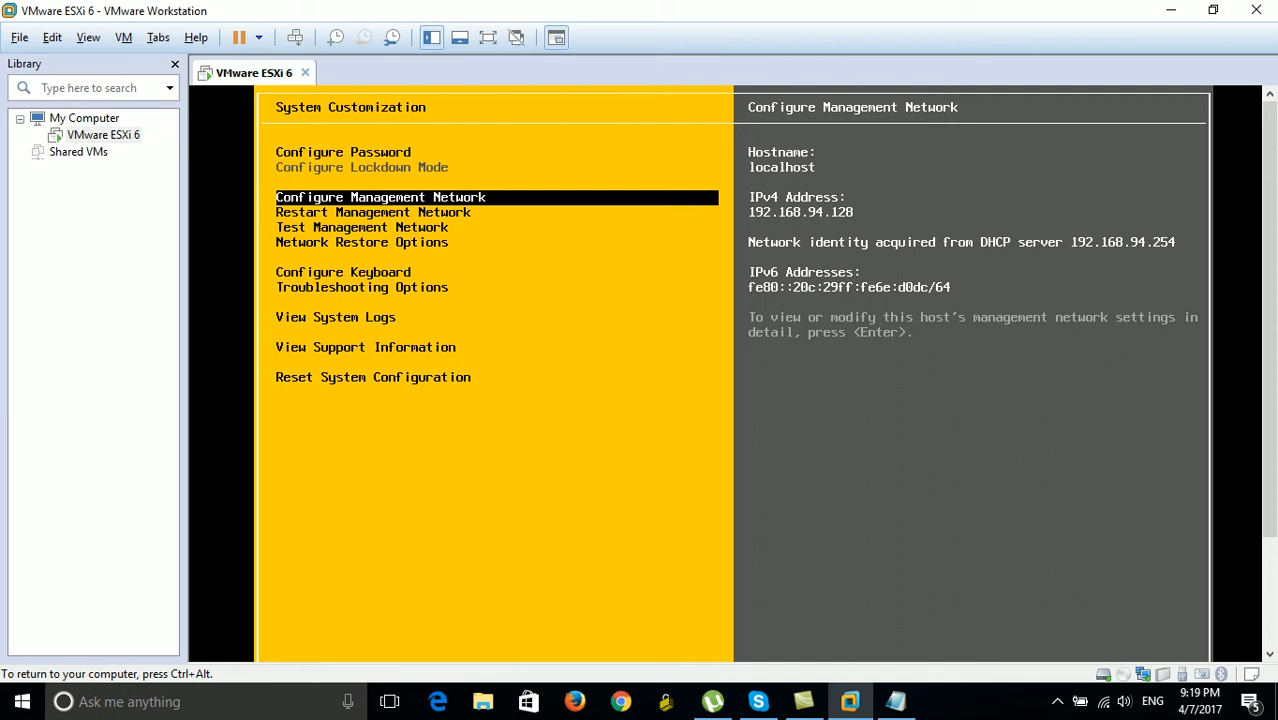 VMware ESXi 6 - VMware Workstation
File Edit View VM Tabs Help
Library
Type here to search
My Computer
VMware ESXi 6
Shared VMs
VMware ESXi 6
System Customization
Configure Password
Configure Lockdown Mode
Configure Management Network
Restart Management Network
Test Management Network
Network Restore Options
Configure Keyboard
Troubleshooting Options
View System Logs
View Support Information
Reset System Configuration
Configure Management Network
Hostname:
localhost
IPv4 Address:
192.168.94.128
Network identity acquired from DHCP server 192.168.94.254
IPv6 Addresses:
fe80::20c:29ff:fe6e:d0dc/64
To view or modify this host's management network settings in
detail, press <Enter>.
To return to your computer, press Ctrl+Alt.
Ask me anything
ENG
9:19 PM
4/7/2017
5